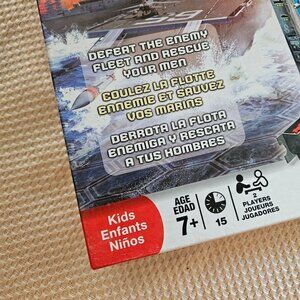 DEFEAT THE ENEMY
FLEET AND RESCUE
YOUR MEN
COULEZ LA FLOTTE
ENNEMIE ET SAUVEZ
VOS MARINS
DERROTA LA FLOTA
ENEMIGA Y RESCATA
A TUS HOMBRES
Kids
Enfants
Niños
AGE
EDAD
7+
15
2
PLAYERS
JOUEURS
JUGADORES